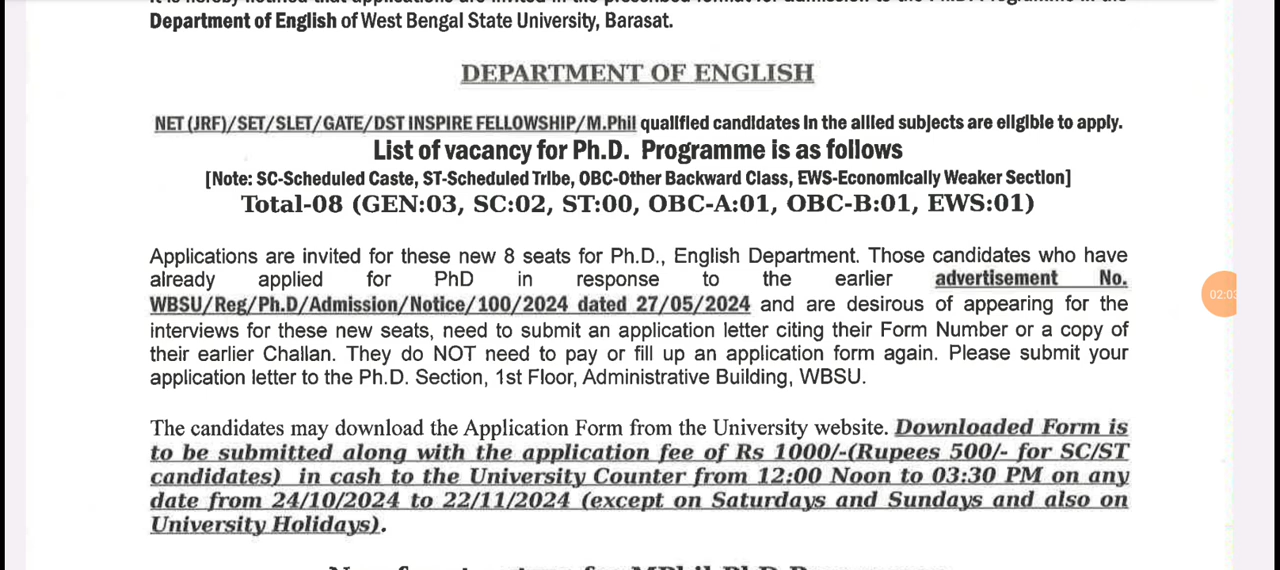 Department of English of West Bengal State University, Barasat.
DEPARTMENT OF ENGLISH
NET (JRF)/SET/SLET/GATE/DST INSPIRE FELLOWSHIP/M.Phil qualified candidates in the allied subjects are eligible to apply.
List of vacancy for Ph.D. Programme is as follows
[Note: SC-Scheduled Caste, ST-Scheduled Tribe, OBC-Other Backward Class, EWS-Economically Weaker Section]
Total-08 (GEN:03, SC:02, ST:00, OBC-A:01, OBC-B:01, EWS:01)
Applications are invited for these new 8 seats for Ph.D., English Department. Those candidates who have
already applied for PhD in response to the earlier advertisement No.
WBSU/Reg/Ph.D/Admission/Notice/100/2024 dated 27/05/2024 and are desirous of appearing for the
interviews for these new seats, need to submit an application letter citing their Form Number or a copy of
their earlier Challan. They do NOT need to pay or fill up an application form again. Please submit your
application letter to the Ph.D. Section, 1st Floor, Administrative Building, WBSU.
The candidates may download the Application Form from the University website. Downloaded Form is
to be submitted along with the application fee of Rs 1000/-(Rupees 500/- for SC/ST
candidates) in cash to the University Counter from 12:00 Noon to 03:30 PM on any
date from 24/10/2024 to 22/11/2024 (except on Saturdays and Sundays and also on
University Holidays).
02:03